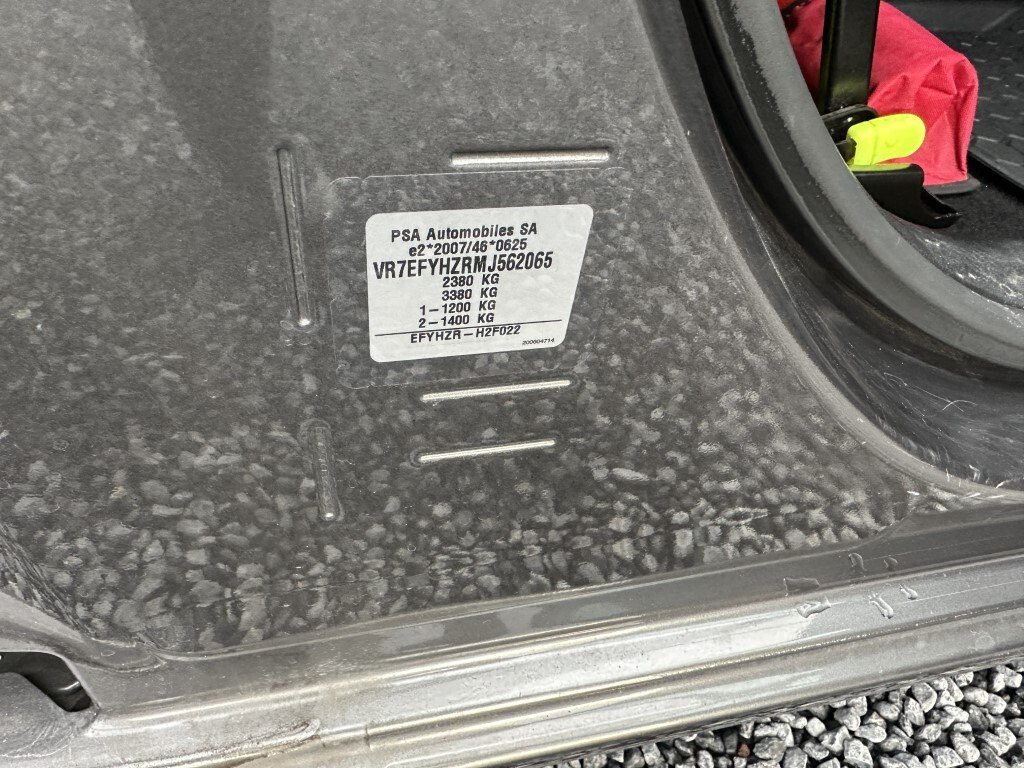 PSA Automobiles SA
e2*2007/46*0625
VR7EFYHZRMJ562065
2380 KG
3380 KG
1-1200 KG
2-1400 KG
EFYHZR-H2F022
200604714